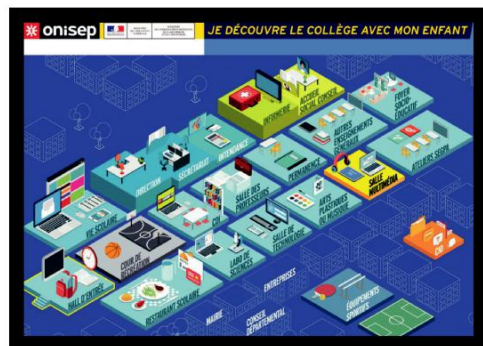 onisep
JE DÉCOUVRE LE COLLÈGE AVEC MON ENFANT
INFIRMERIE
ACCUEIL
SOCIAL CONSEIL
FOYER
SOCIO
ÉDUCATIF
DIRECTION
SECRÉTARIAT
INTENDANCE
PERMANENCE
AUTRES
ENSEIGNEMENTS
GÉNÉRAUX
ATELIERS SEGPA
VIE SCOLAIRE
CDI
SALLE DES
PROFESSEURS
ARTS
PLASTIQUES
OU MUSIQUE
SALLE
MULTIMÉDIA
HALL D'ENTRÉE
COUR DE
RÉCRÉATION
LABO DE
SCIENCES
SALLE DE
TECHNOLOGIE
RESTAURANT SCOLAIRE
MAIRIE
CONSEIL
DÉPARTEMENTAL
ENTREPRISES
ÉQUIPEMENTS
SPORTIFS